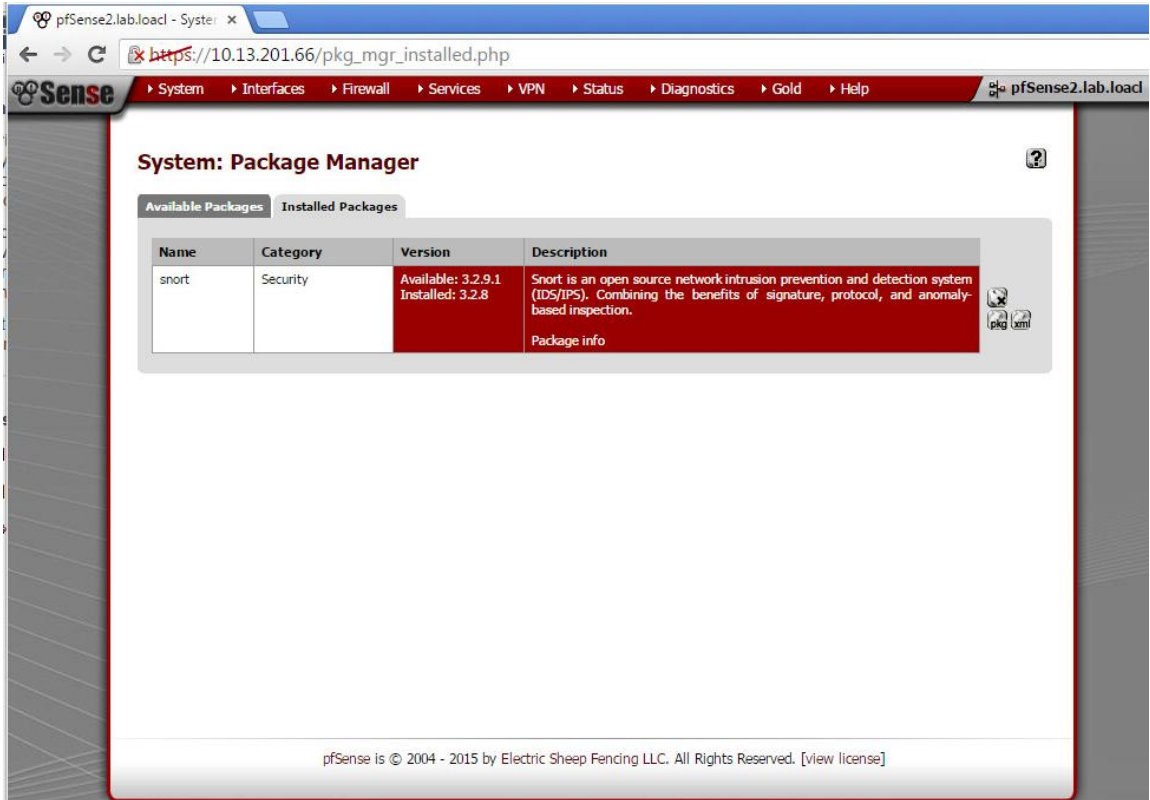 pfSense2.lab.loacl - Syster
https://10.13.201.66/pkg_mgr_installed.php
Sense
System Interfaces Firewall Services VPN Status Diagnostics Gold Help
pfSense2.lab.loacl
System: Package Manager
?
Available Packages Installed Packages
Name Category Version Description
snort Security Available: 3.2.9.1 Snort is an open source network intrusion prevention and detection system
Installed: 3.2.8 (IDS/IPS). Combining the benefits of signature, protocol, and anomaly-
based inspection.
pkg xml
Package info
pfSense is © 2004 - 2015 by Electric Sheep Fencing LLC. All Rights Reserved. [view license]